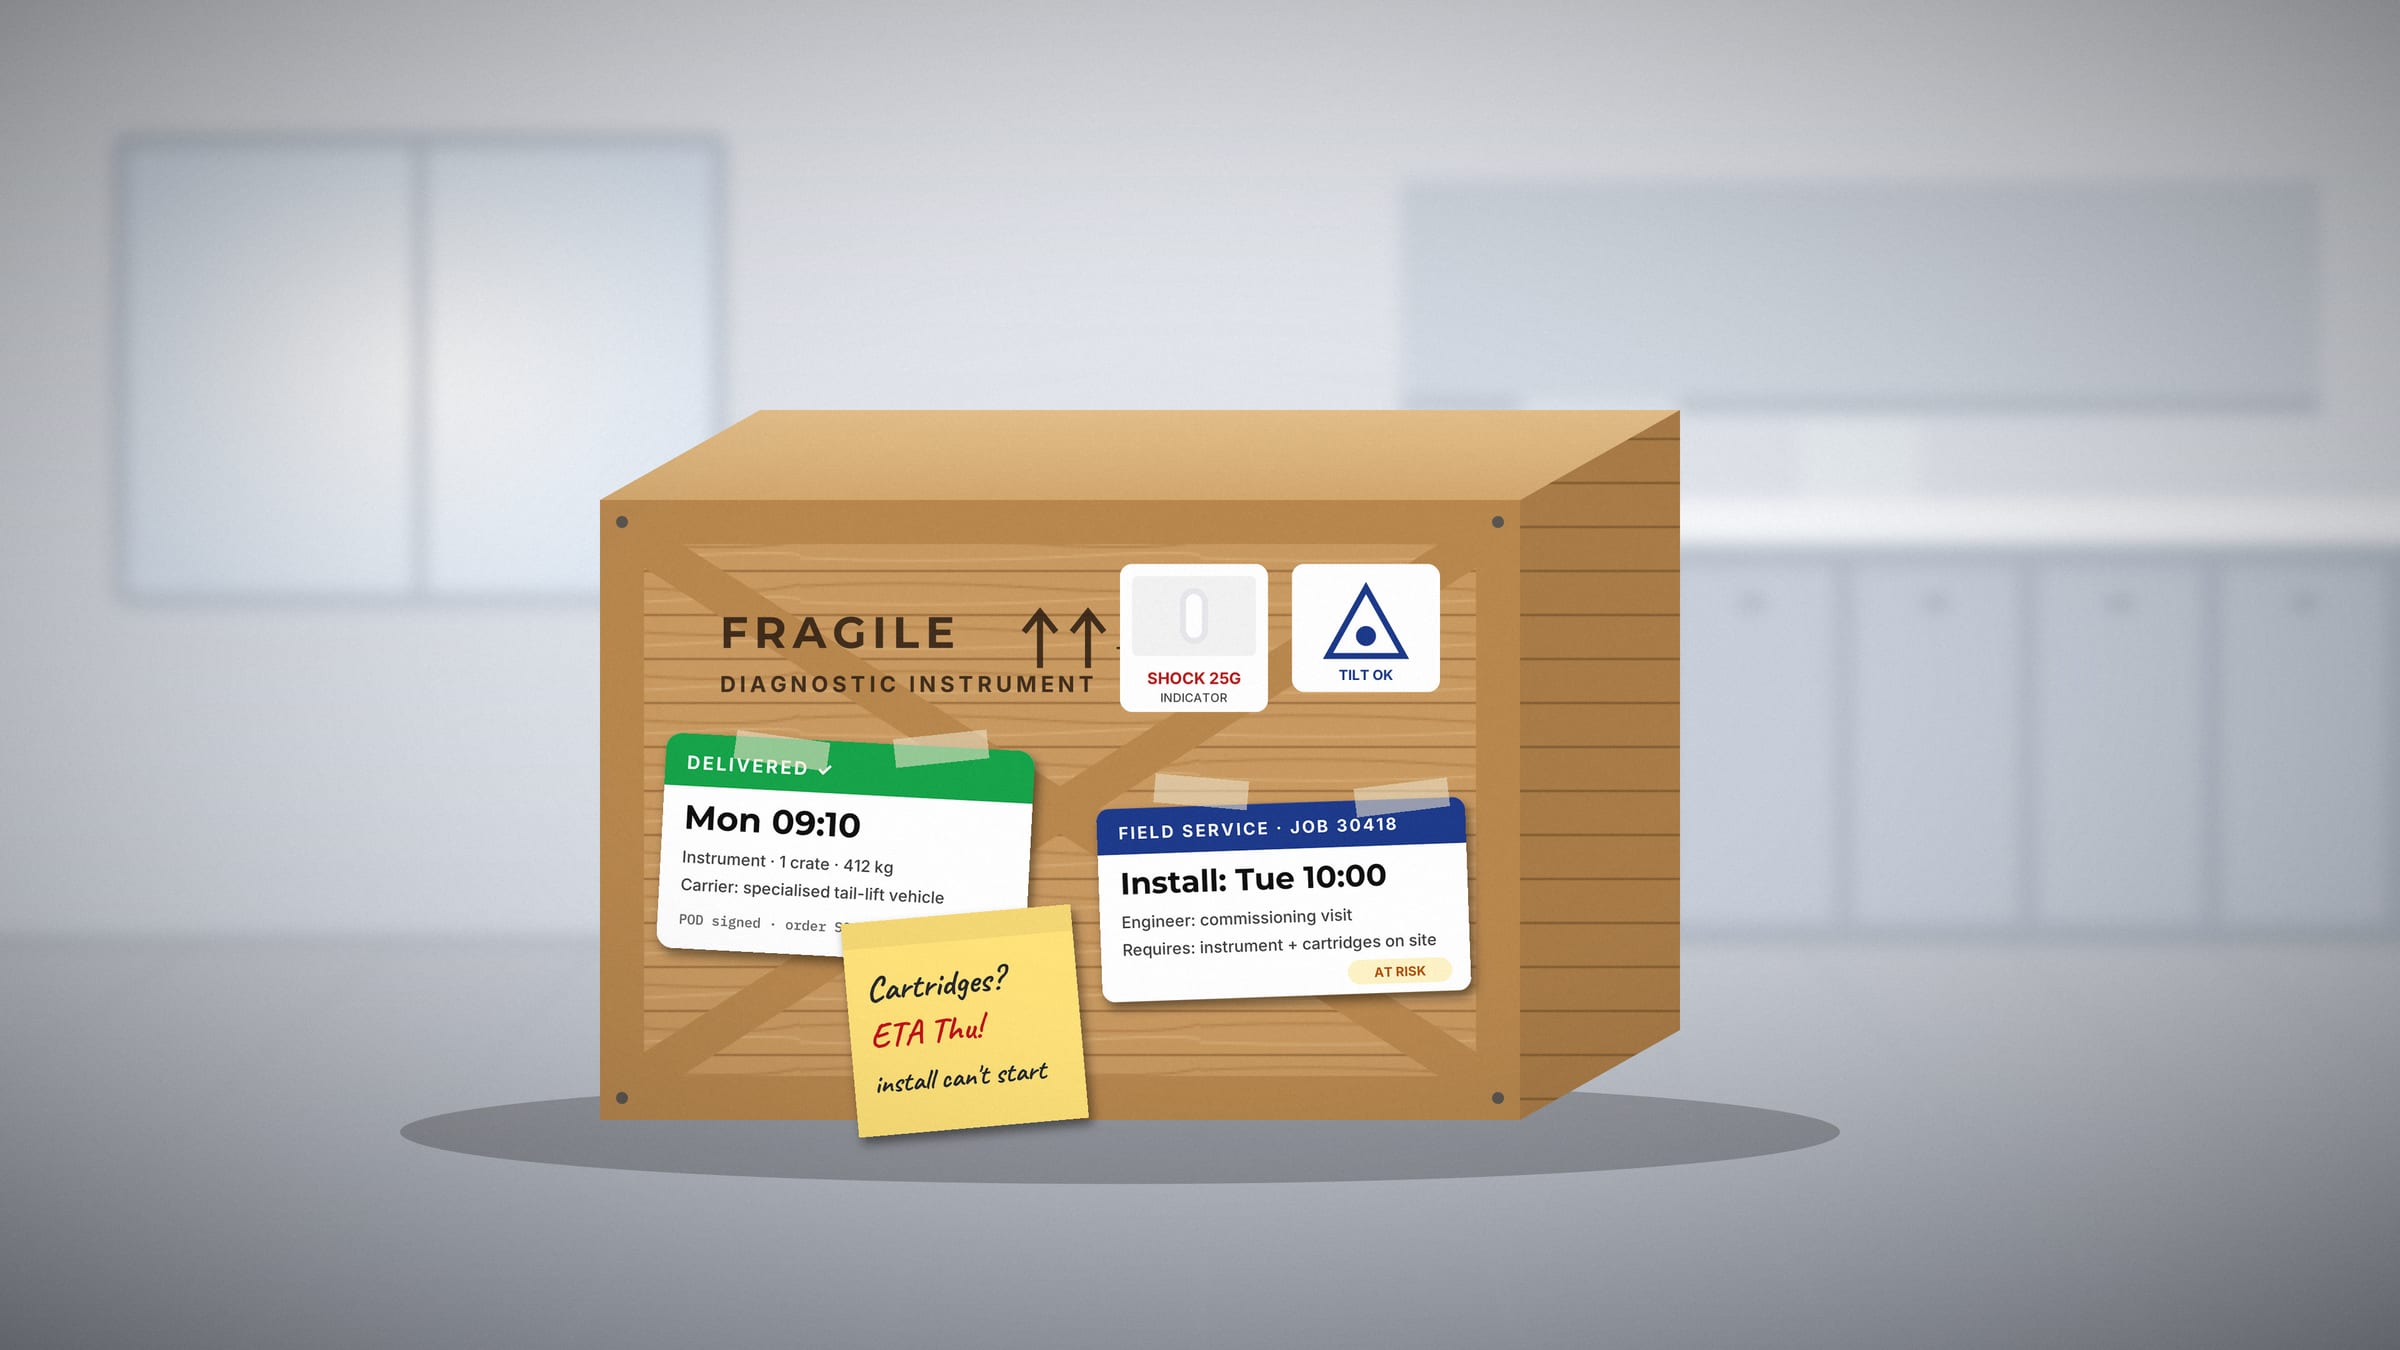 FRAGILE
DIAGNOSTIC INSTRUMENT
SHOCK 25G
INDICATOR
TILT OK
DELIVERED ✓
Mon 09:10
Instrument · 1 crate · 412 kg
Carrier: specialised tail-lift vehicle
POD signed · order
Cartridges?
ETA Thu!
install can't start
FIELD SERVICE · JOB 30418
Install: Tue 10:00
Engineer: commissioning visit
Requires: instrument + cartridges on site
AT RISK